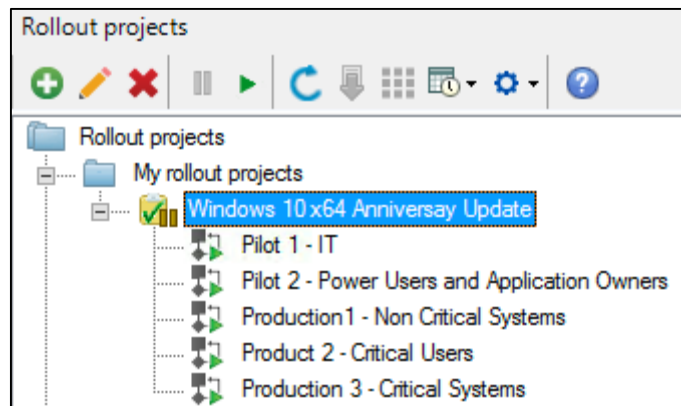 Rollout projects
Rollout projects
My rollout projects
Windows 10 x64 Anniversay Update
Pilot 1 - IT
Pilot 2 - Power Users and Application Owners
Production1 - Non Critical Systems
Product 2 - Critical Users
Production 3 - Critical Systems